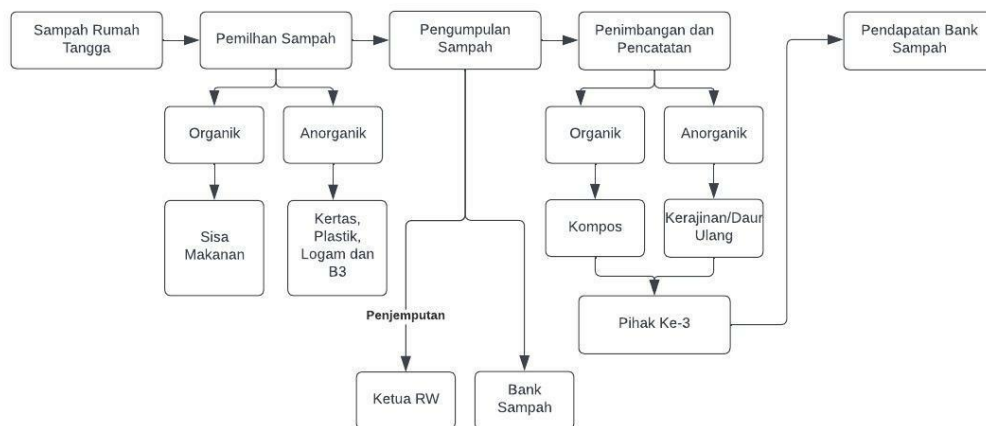 Sampah Rumah
Tangga
Pemilhan Sampah
Pengumpulan
Sampah
Penimbangan dan
Pencatatan
Pendapatan Bank
Sampah
Organik
Anorganik
Organik
Anorganik
Sisa
Makanan
Kertas,
Plastik,
Logam dan
B3
Kompos
Kerajinan/Daur
Ulang
Penjemputan
Pihak Ke-3
Ketua RW
Bank
Sampah